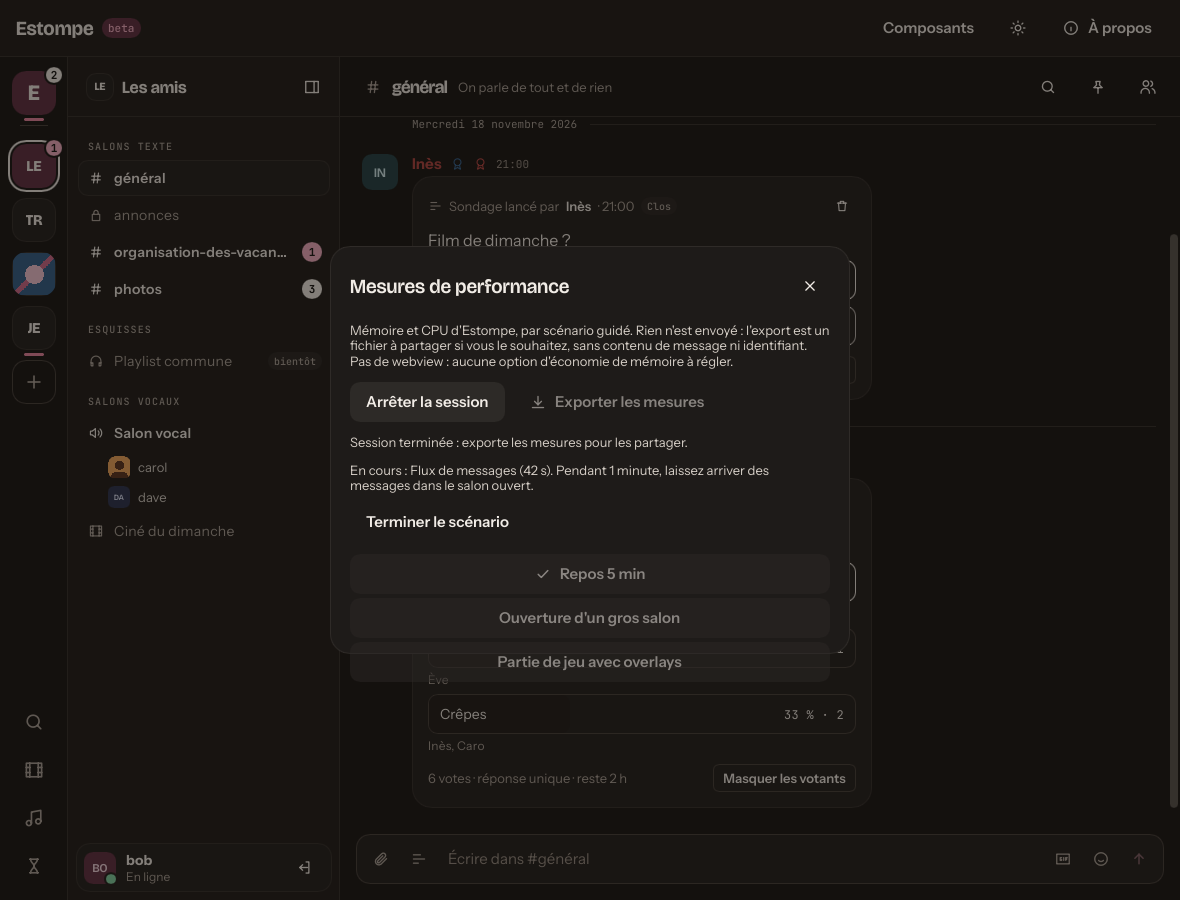 Estompe beta
Composants
À propos
E 2
LE 1
TR
JE
LE Les amis
SALONS TEXTE
# général
annonces
# organisation-des-vacan... 1
# photos 3
ESQUISSES
Playlist commune bientôt
SALONS VOCAUX
Salon vocal
carol
DA dave
Ciné du dimanche
BO bob
En ligne
# général On parle de tout et de rien
Mercredi 18 novembre 2026
IN Inès 21:00
Sondage lancé par Inès · 21:00 Clos
Film de dimanche ?
Mesures de performance
Mémoire et CPU d'Estompe, par scénario guidé. Rien n'est envoyé : l'export est un
fichier à partager si vous le souhaitez, sans contenu de message ni identifiant.
Pas de webview : aucune option d'économie de mémoire à régler.
Arrêter la session
Exporter les mesures
Session terminée : exporte les mesures pour les partager.
En cours : Flux de messages (42 s). Pendant 1 minute, laissez arriver des
messages dans le salon ouvert.
Terminer le scénario
Repos 5 min
Ouverture d'un gros salon
Partie de jeu avec overlays
Ève
Crêpes 33 % · 2
Inès, Caro
6 votes · réponse unique · reste 2 h
Masquer les votants
Écrire dans #général
GIF